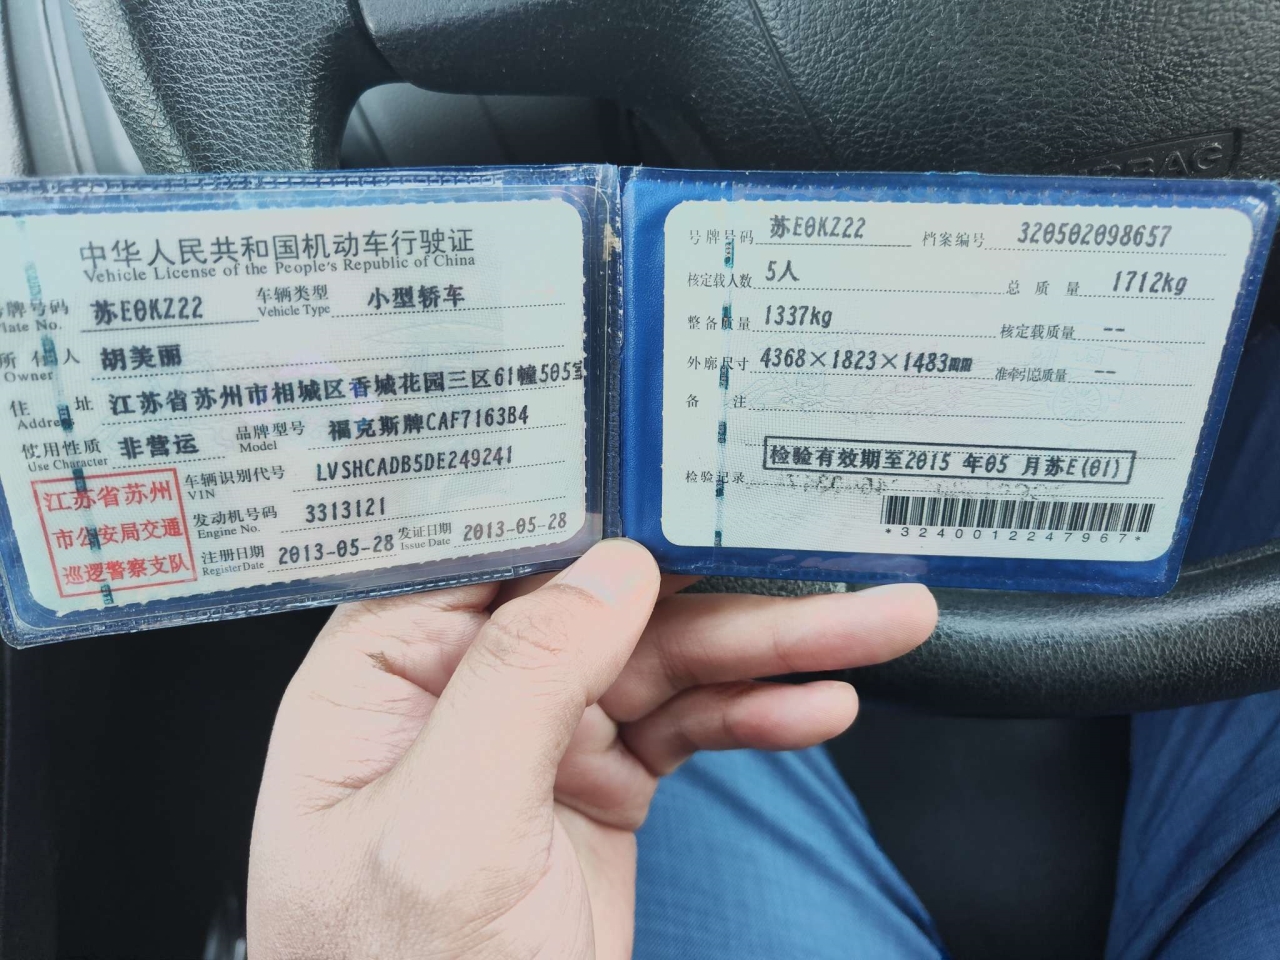 中华人民共和国机动车行驶证
Vehicle License of the People's Republic of China
号牌号码 苏E0KZ22 车辆类型 小型轿车
Plate No. Vehicle Type
所有人 胡美丽
Owner
住址 江苏省苏州市相城区香城花园三区61幢505室
Address
使用性质 非营运 品牌型号 福克斯牌CAF7163B4
Use Character Model
江苏省苏州
市公安局交通
巡逻警察支队
车辆识别代号 LVSHCADB5DE249241
VIN
发动机号码 3313121
Engine No.
注册日期 2013-05-28 发证日期 2013-05-28
Register Date Issue Date
号牌号码 苏E0KZ22 档案编号 320502098657
核定载人数 5人 总质量 1712kg
整备质量 1337kg 核定载质量 --
外廓尺寸 4368×1823×1483mm 准牵引总质量 --
备注
检验有效期至2015 年05 月苏E(01)
检验记录
*3240012247967*